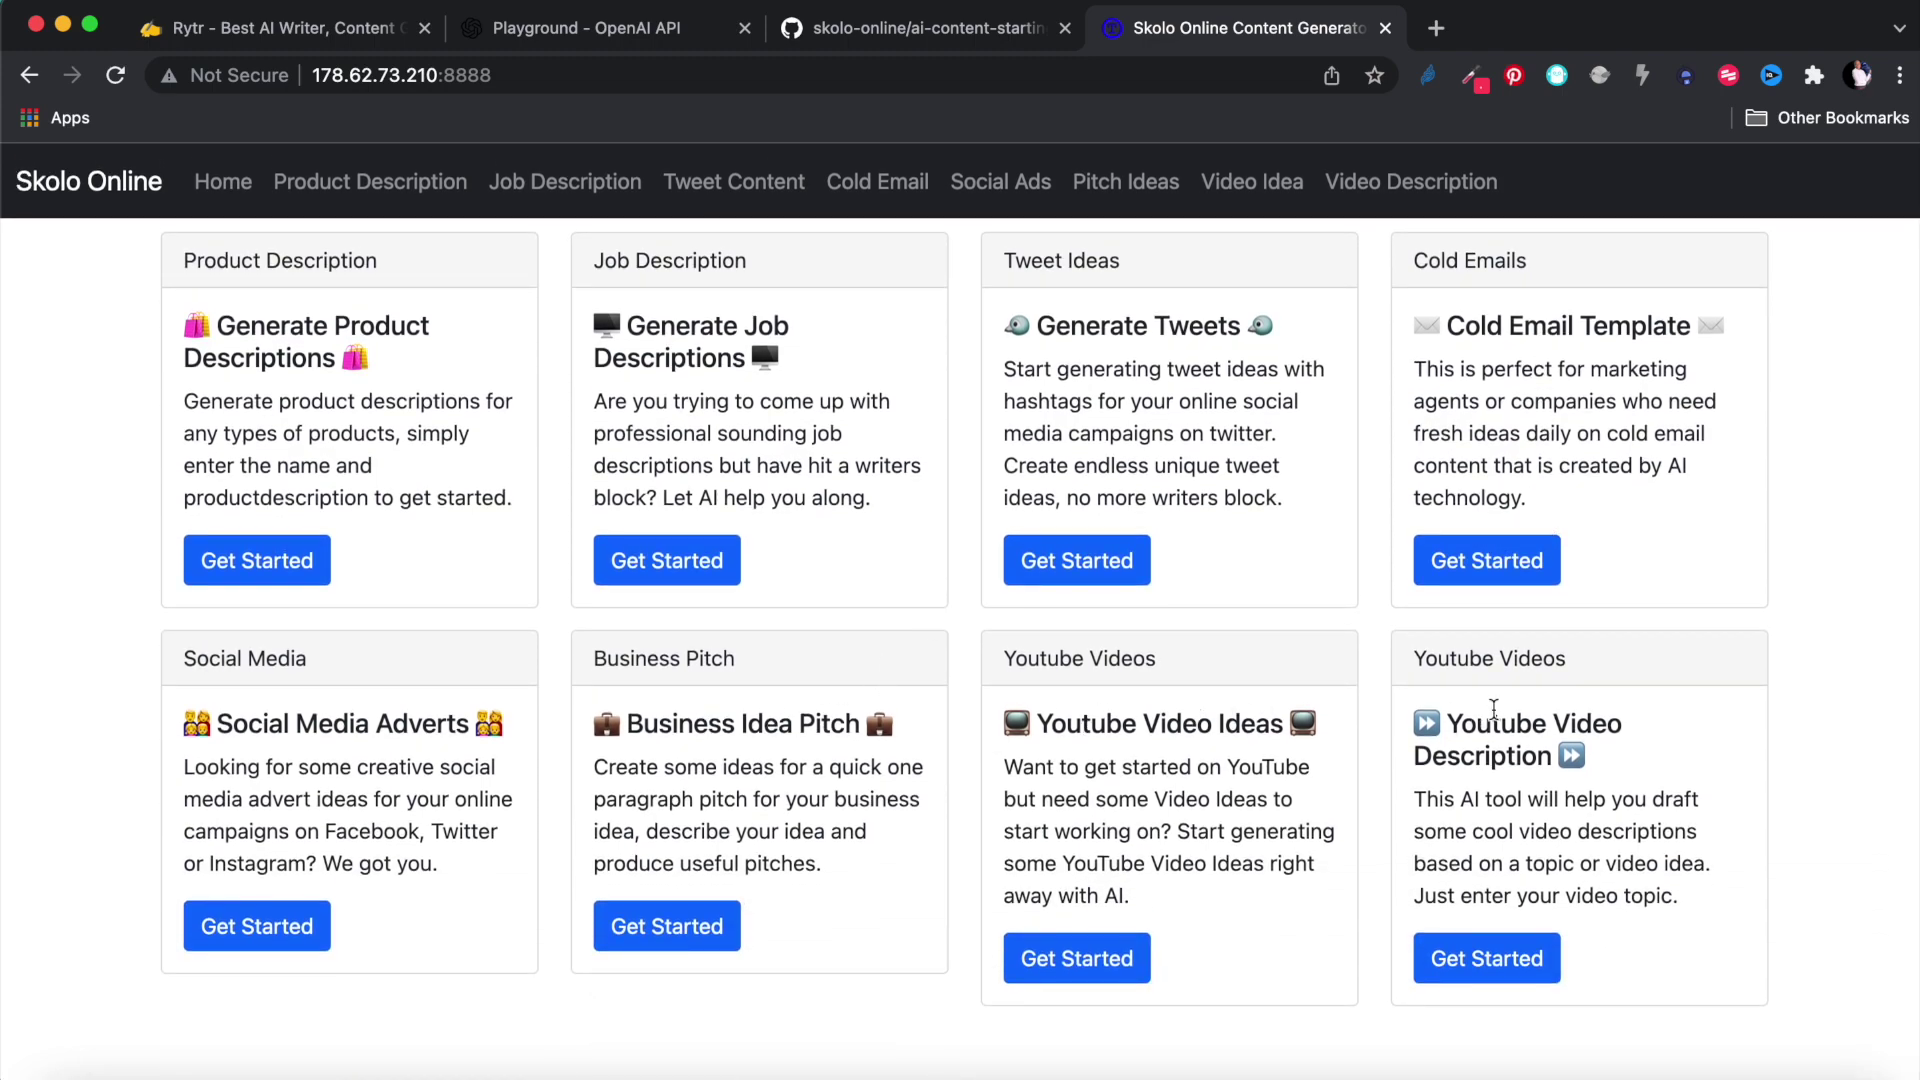 Rytr - Best AI Writer, Content
Playground - OpenAI API
skolo-online/ai-content-startin
Skolo Online Content Generato
Not Secure
178.62.73.210:8888
Apps
Other Bookmarks
Skolo Online
Home
Product Description
Job Description
Tweet Content
Cold Email
Social Ads
Pitch Ideas
Video Idea
Video Description
Product Description
Generate Product
Descriptions
Generate product descriptions for
any types of products, simply
enter the name and
productdescription to get started.
Get Started
Job Description
Generate Job
Descriptions
Are you trying to come up with
professional sounding job
descriptions but have hit a writers
block? Let AI help you along.
Get Started
Tweet Ideas
Generate Tweets
Start generating tweet ideas with
hashtags for your online social
media campaigns on twitter.
Create endless unique tweet
ideas, no more writers block.
Get Started
Cold Emails
Cold Email Template
This is perfect for marketing
agents or companies who need
fresh ideas daily on cold email
content that is created by AI
technology.
Get Started
Social Media
Social Media Adverts
Looking for some creative social
media advert ideas for your online
campaigns on Facebook, Twitter
or Instagram? We got you.
Get Started
Business Pitch
Business Idea Pitch
Create some ideas for a quick one
paragraph pitch for your business
idea, describe your idea and
produce useful pitches.
Get Started
Youtube Videos
Youtube Video Ideas
Want to get started on YouTube
but need some Video Ideas to
start working on? Start generating
some YouTube Video Ideas right
away with AI.
Get Started
Youtube Videos
Youtube Video
Description
This AI tool will help you draft
some cool video descriptions
based on a topic or video idea.
Just enter your video topic.
Get Started